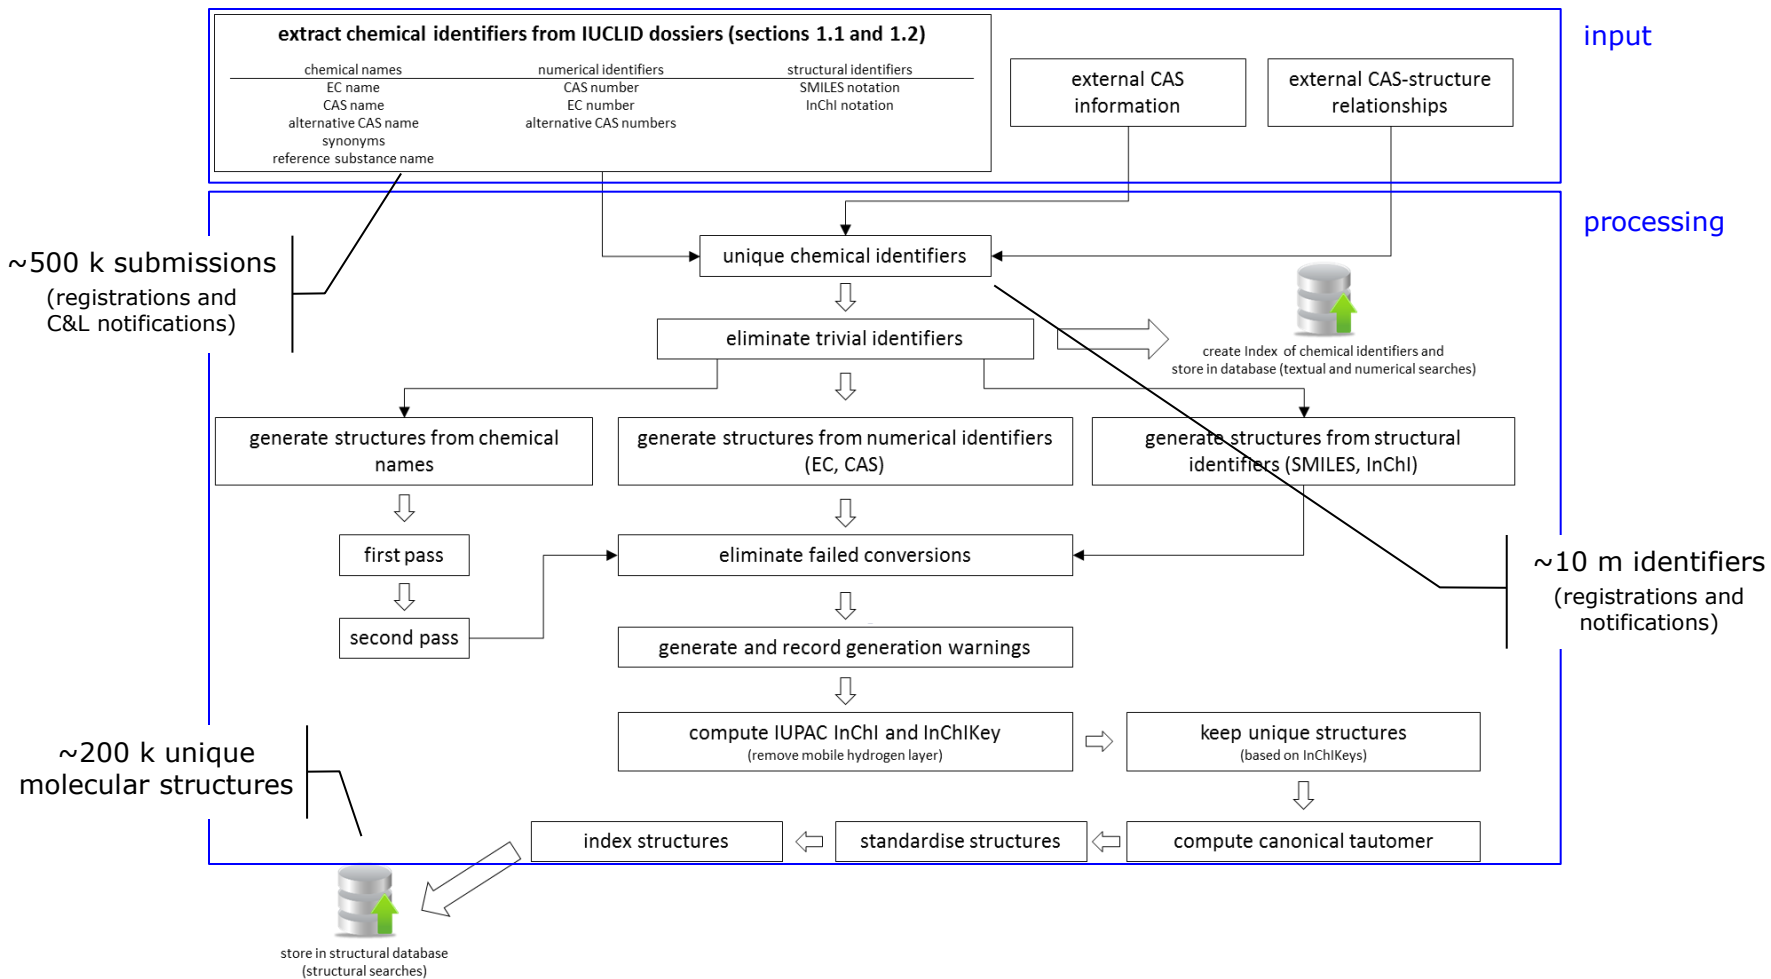 input
extract chemical identifiers from IUCLID dossiers (sections 1.1 and 1.2)
chemical names
EC name
CAS name
alternative CAS name
synonyms
reference substance name
numerical identifiers
CAS number
EC number
alternative CAS numbers
structural identifiers
SMILES notation
InChI notation
external CAS
information
external CAS-structure
relationships
processing
~500 k submissions
(registrations and
C&L notifications)
unique chemical identifiers
eliminate trivial identifiers
create Index of chemical identifiers and
store in database (textual and numerical searches)
generate structures from chemical
names
generate structures from numerical identifiers
(EC, CAS)
generate structures from structural
identifiers (SMILES, InChI)
first pass
second pass
eliminate failed conversions
~10 m identifiers
(registrations and
notifications)
generate and record generation warnings
compute IUPAC InChI and InChIKey
(remove mobile hydrogen layer)
keep unique structures
(based on InChIKeys)
~200 k unique
molecular structures
index structures
standardise structures
compute canonical tautomer
store in structural database
(structural searches)